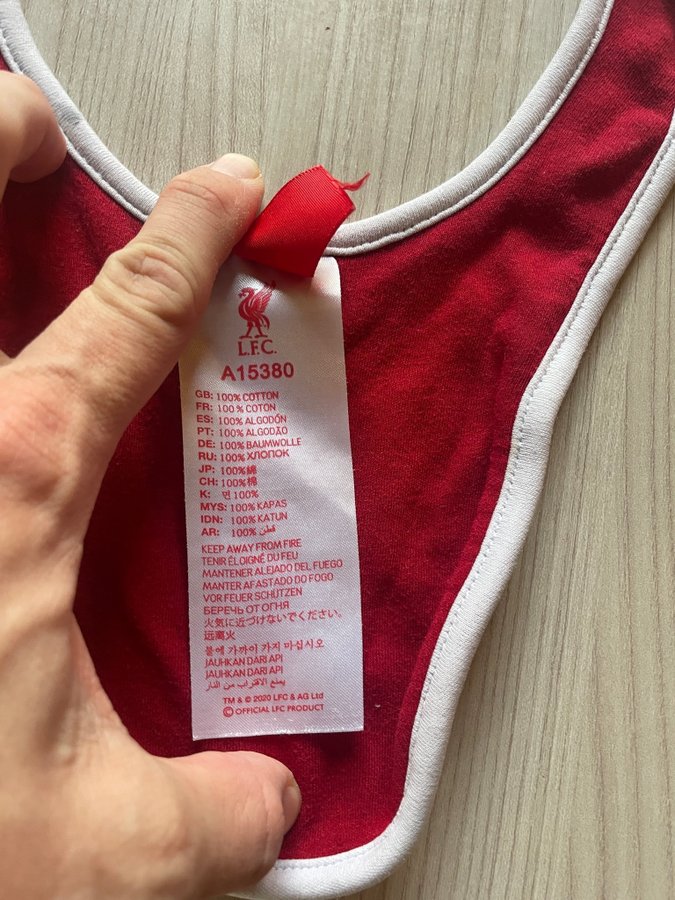 L.F.C.
A15380
GB: 100% COTTON
FR: 100% COTON
ES: 100% ALGODÓN
PT: 100% ALGODÃO
DE: 100% BAUMWOLLE
RU: 100% ХЛОПОК
JP: 100%綿
CH: 100%棉
K: 면 100%
MYS: 100% KAPAS
IDN: 100% KATUN
AR: 100% قطن
KEEP AWAY FROM FIRE
TENIR ÉLOIGNÉ DU FEU
MANTENER ALEJADO DEL FUEGO
MANTER AFASTADO DO FOGO
VOR FEUER SCHÜTZEN
БЕРЕЧЬ ОТ ОГНЯ
火気に近づけないでください。
远离火
불에 가까이 가지 마십시오
JAUHKAN DARI API
JAUHKAN DARI API
يمنع الاقتراب من النار
TM & © 2020 LFC & AG Ltd
© OFFICIAL LFC PRODUCT